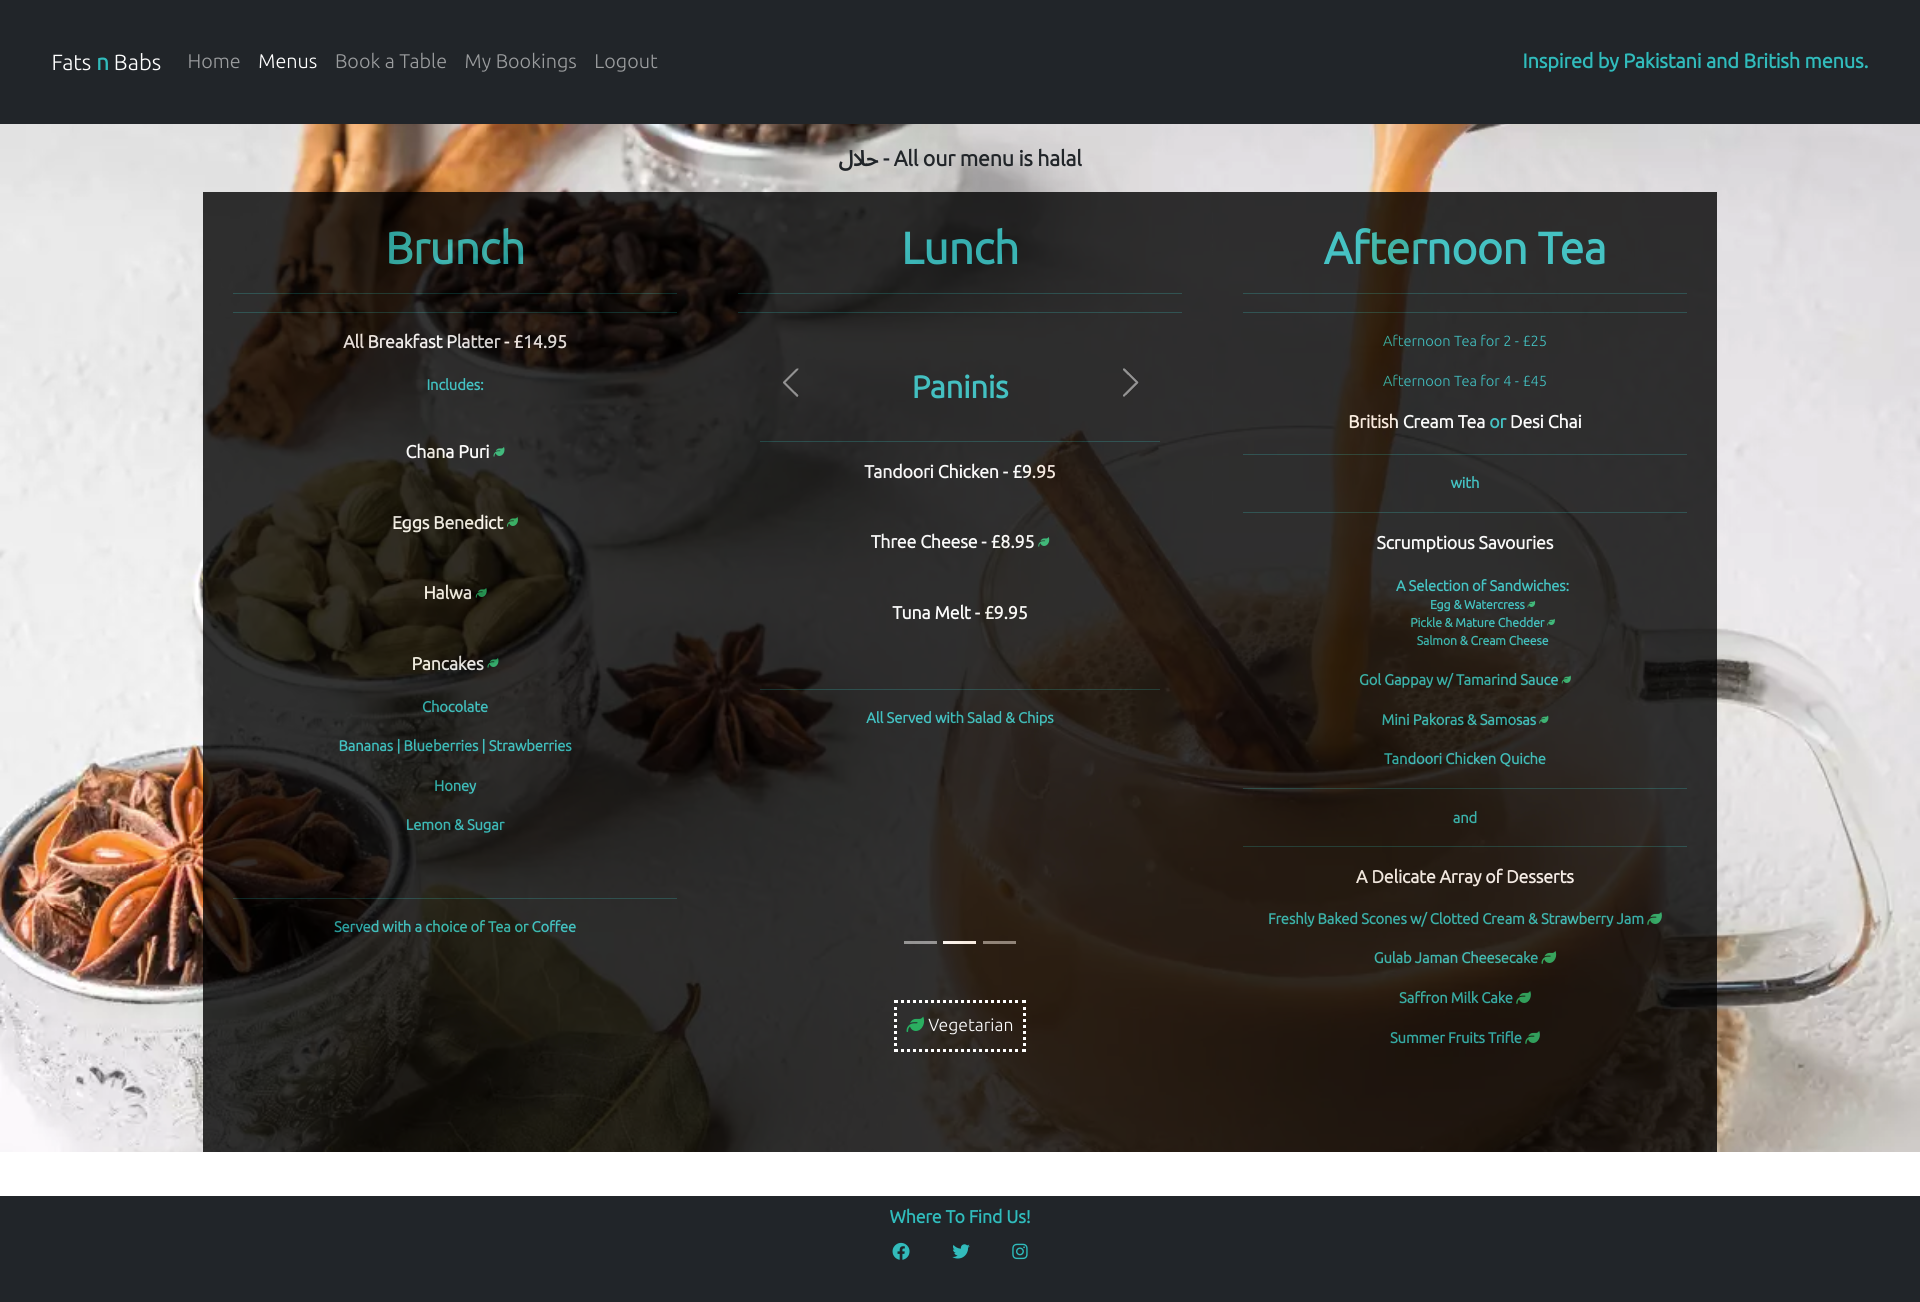 Fats n Babs
Home
Menus
Book a Table
My Bookings
Logout
Inspired by Pakistani and British menus.
حلال - All our menu is halal
Brunch
All Breakfast Platter - £14.95
Includes:
Chana Puri
Eggs Benedict
Halwa
Pancakes
Chocolate
Bananas | Blueberries | Strawberries
Honey
Lemon & Sugar
Served with a choice of Tea or Coffee
Lunch
Paninis
Tandoori Chicken - £9.95
Three Cheese - £8.95
Tuna Melt - £9.95
All Served with Salad & Chips
Vegetarian
Afternoon Tea
Afternoon Tea for 2 - £25
Afternoon Tea for 4 - £45
British Cream Tea or Desi Chai
with
Scrumptious Savouries
A Selection of Sandwiches:
Egg & Watercress
Pickle & Mature Chedder
Salmon & Cream Cheese
Gol Gappay w/ Tamarind Sauce
Mini Pakoras & Samosas
Tandoori Chicken Quiche
and
A Delicate Array of Desserts
Freshly Baked Scones w/ Clotted Cream & Strawberry Jam
Gulab Jaman Cheesecake
Saffron Milk Cake
Summer Fruits Trifle
Where To Find Us!